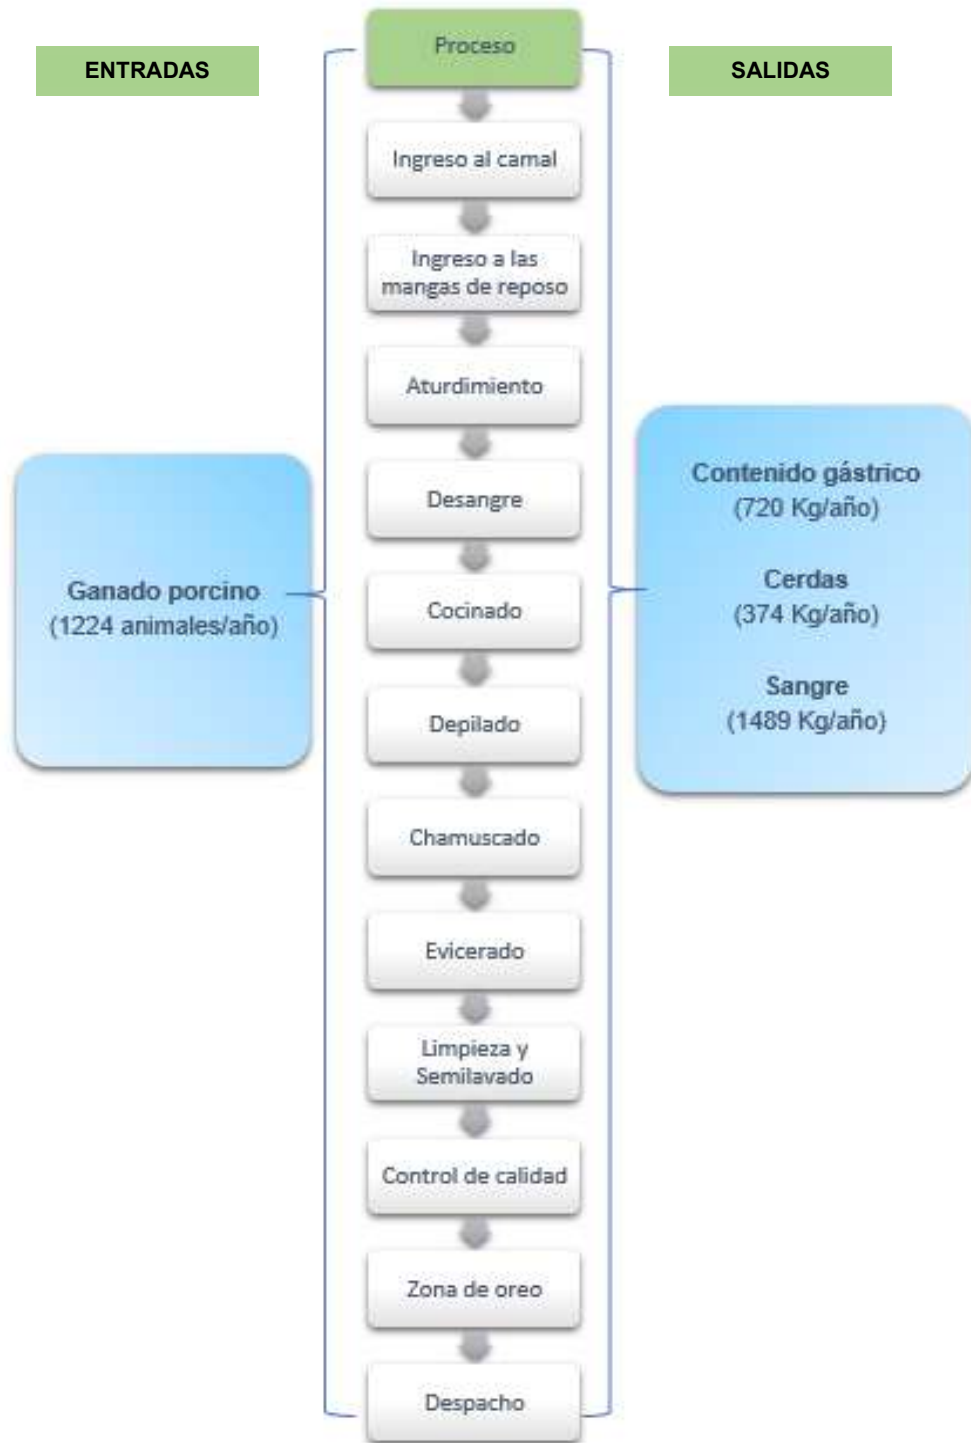 ENTRADAS
Proceso
SALIDAS
Ingreso al camal
Ingreso a las
mangas de reposo
Aturdimiento
Desangre
Cocinado
Depilado
Chamuscado
Evicerado
Limpieza y
Semilavado
Control de calidad
Zona de oreo
Despacho
Ganado porcino
(1224 animales/año)
Contenido gástrico
(720 Kg/año)
Cerdas
(374 Kg/año)
Sangre
(1489 Kg/año)